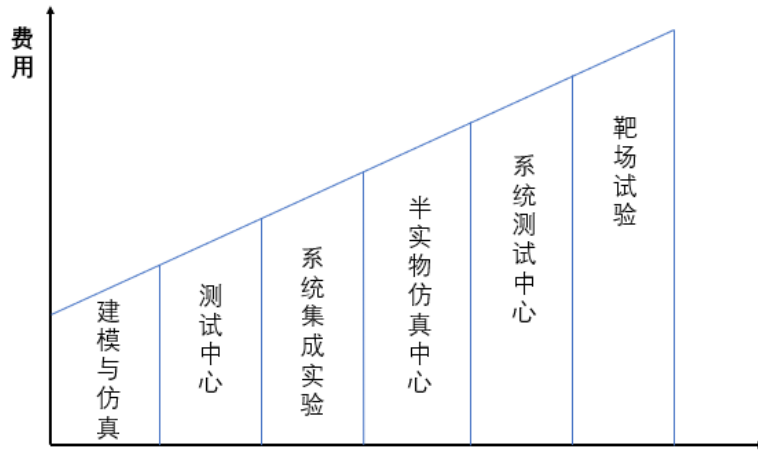 费用
建模与仿真
测试中心
系统集成实验
半实物仿真中心
系统测试中心
靶场试验